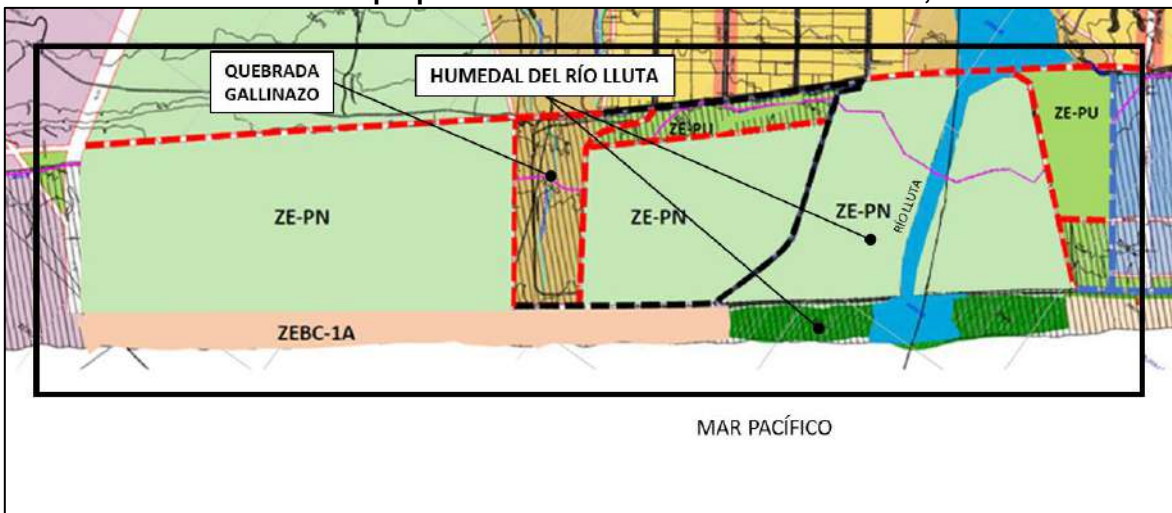 QUEBRADA
GALLINAZO
HUMEDAL DEL RÍO LLUTA
ZE-PU
ZE-PU
ZE-PN
ZE-PN
ZE-PN
RÍO LLUTA
ZEBC-1A
MAR PACÍFICO